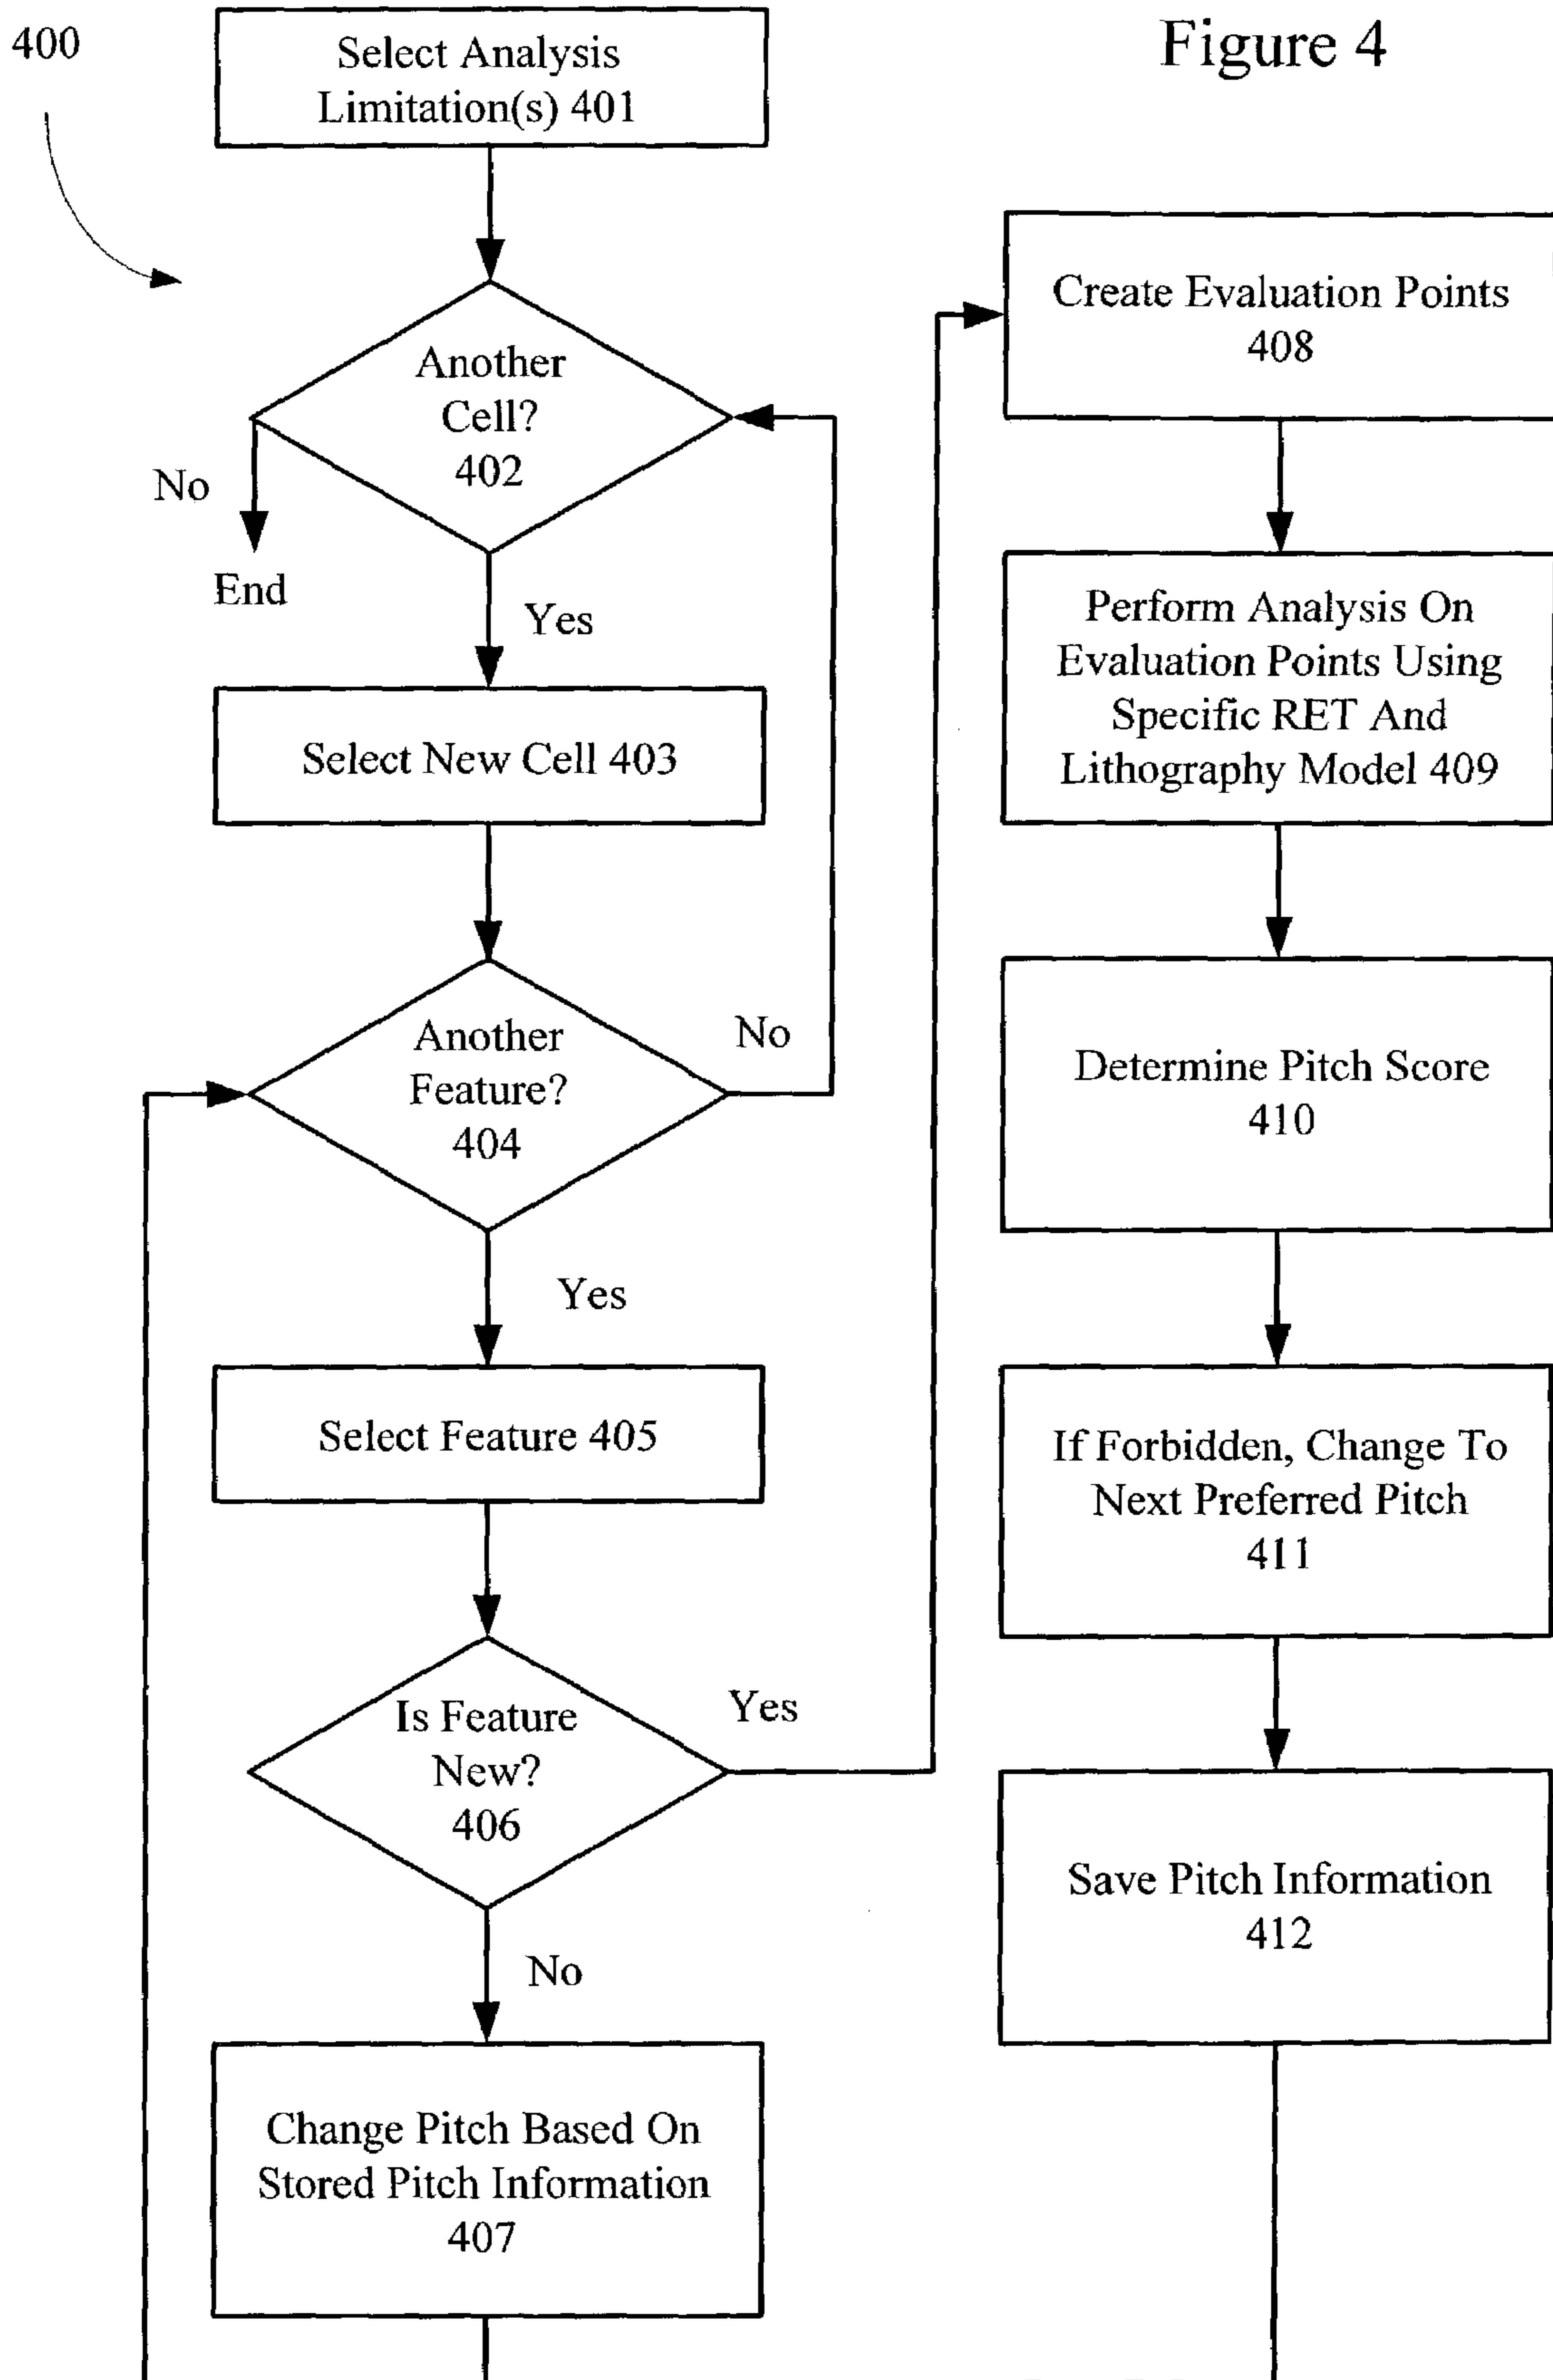 400
Figure 4
Select Analysis
Limitation(s) 401
Another
Cell?
402
No
End
Yes
Select New Cell 403
Another
Feature?
404
No
Yes
Select Feature 405
Is Feature
New?
406
Yes
No
Change Pitch Based On
Stored Pitch Information
407
Create Evaluation Points
408
Perform Analysis On
Evaluation Points Using
Specific RET And
Lithography Model 409
Determine Pitch Score
410
If Forbidden, Change To
Next Preferred Pitch
411
Save Pitch Information
412